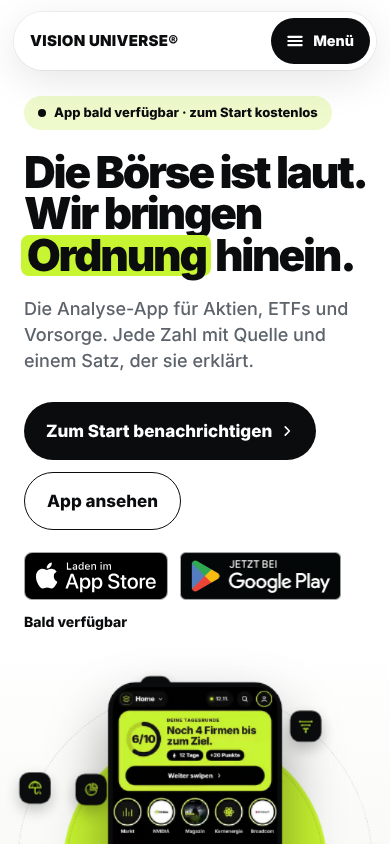 VISION UNIVERSE®
Menü
App bald verfügbar · zum Start kostenlos
Die Börse ist laut.
Wir bringen
Ordnung hinein.
Die Analyse-App für Aktien, ETFs und
Vorsorge. Jede Zahl mit Quelle und
einem Satz, der sie erklärt.
Zum Start benachrichtigen
App ansehen
Laden im
App Store
JETZT BEI
Google Play
Bald verfügbar
Home
12.11.
DEINE TAGESRUNDE
6/10
Noch 4 Firmen bis
zum Ziel.
12 Tage
+20 Punkte
Weiter swipen
Markt
NVIDIA
Magazin
Kernenergie
Broadcom